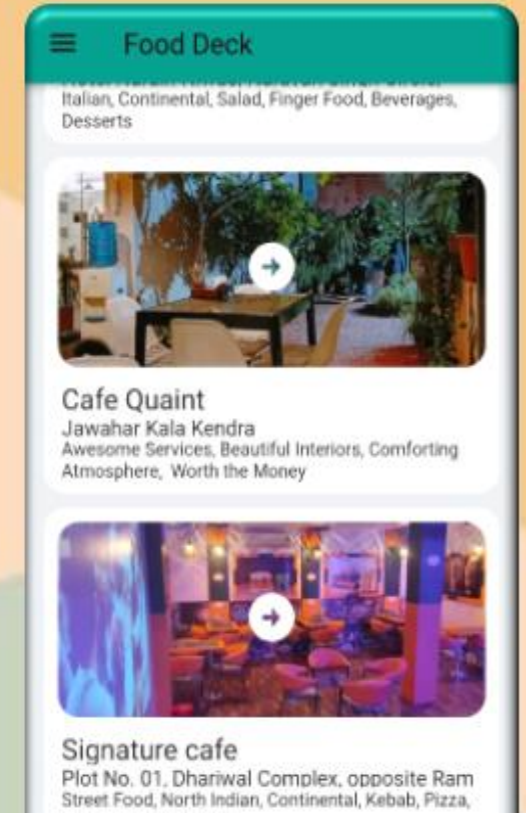 Food Deck
Italian, Continental, Salad, Finger Food, Beverages,
Desserts
Cafe Quaint
Jawahar Kala Kendra
Awesome Services, Beautiful Interiors, Comforting
Atmosphere, Worth the Money
Signature cafe
Plot No. 01, Dhariwal Complex, opposite Ram
Street Food, North Indian, Continental, Kebab, Pizza,